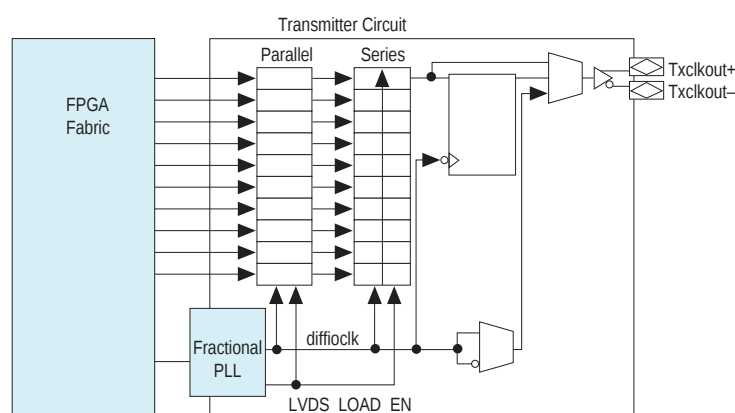 Transmitter Circuit
Parallel
Series
FPGA
Fabric
Txclkout+
Txclkout–
Fractional
PLL
diffioclk
LVDS_LOAD_EN